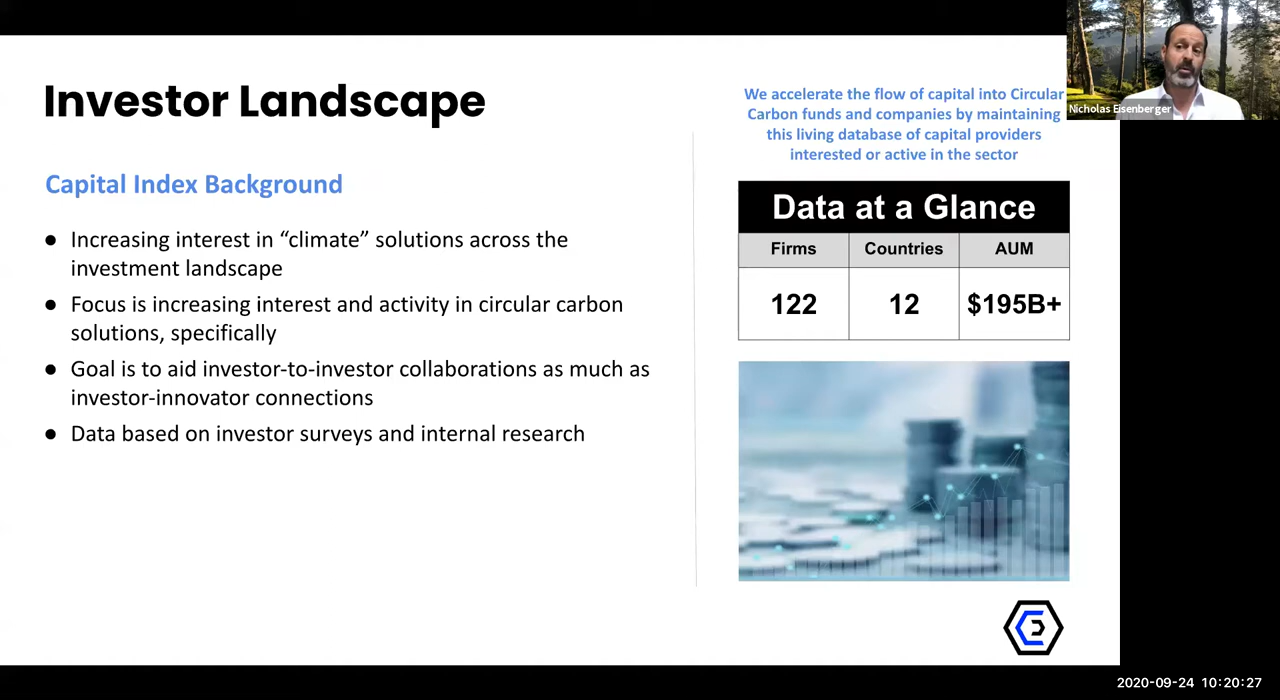 Investor Landscape
Capital Index Background
● Increasing interest in “climate” solutions across the
investment landscape
● Focus is increasing interest and activity in circular carbon
solutions, specifically
● Goal is to aid investor-to-investor collaborations as much as
investor-innovator connections
● Data based on investor surveys and internal research
We accelerate the flow of capital into Circular
Carbon funds and companies by maintaining
this living database of capital providers
interested or active in the sector
Data at a Glance
Firms Countries AUM
122 12 $195B+
Nicholas Eisenberger
2020-09-24 10:20:27